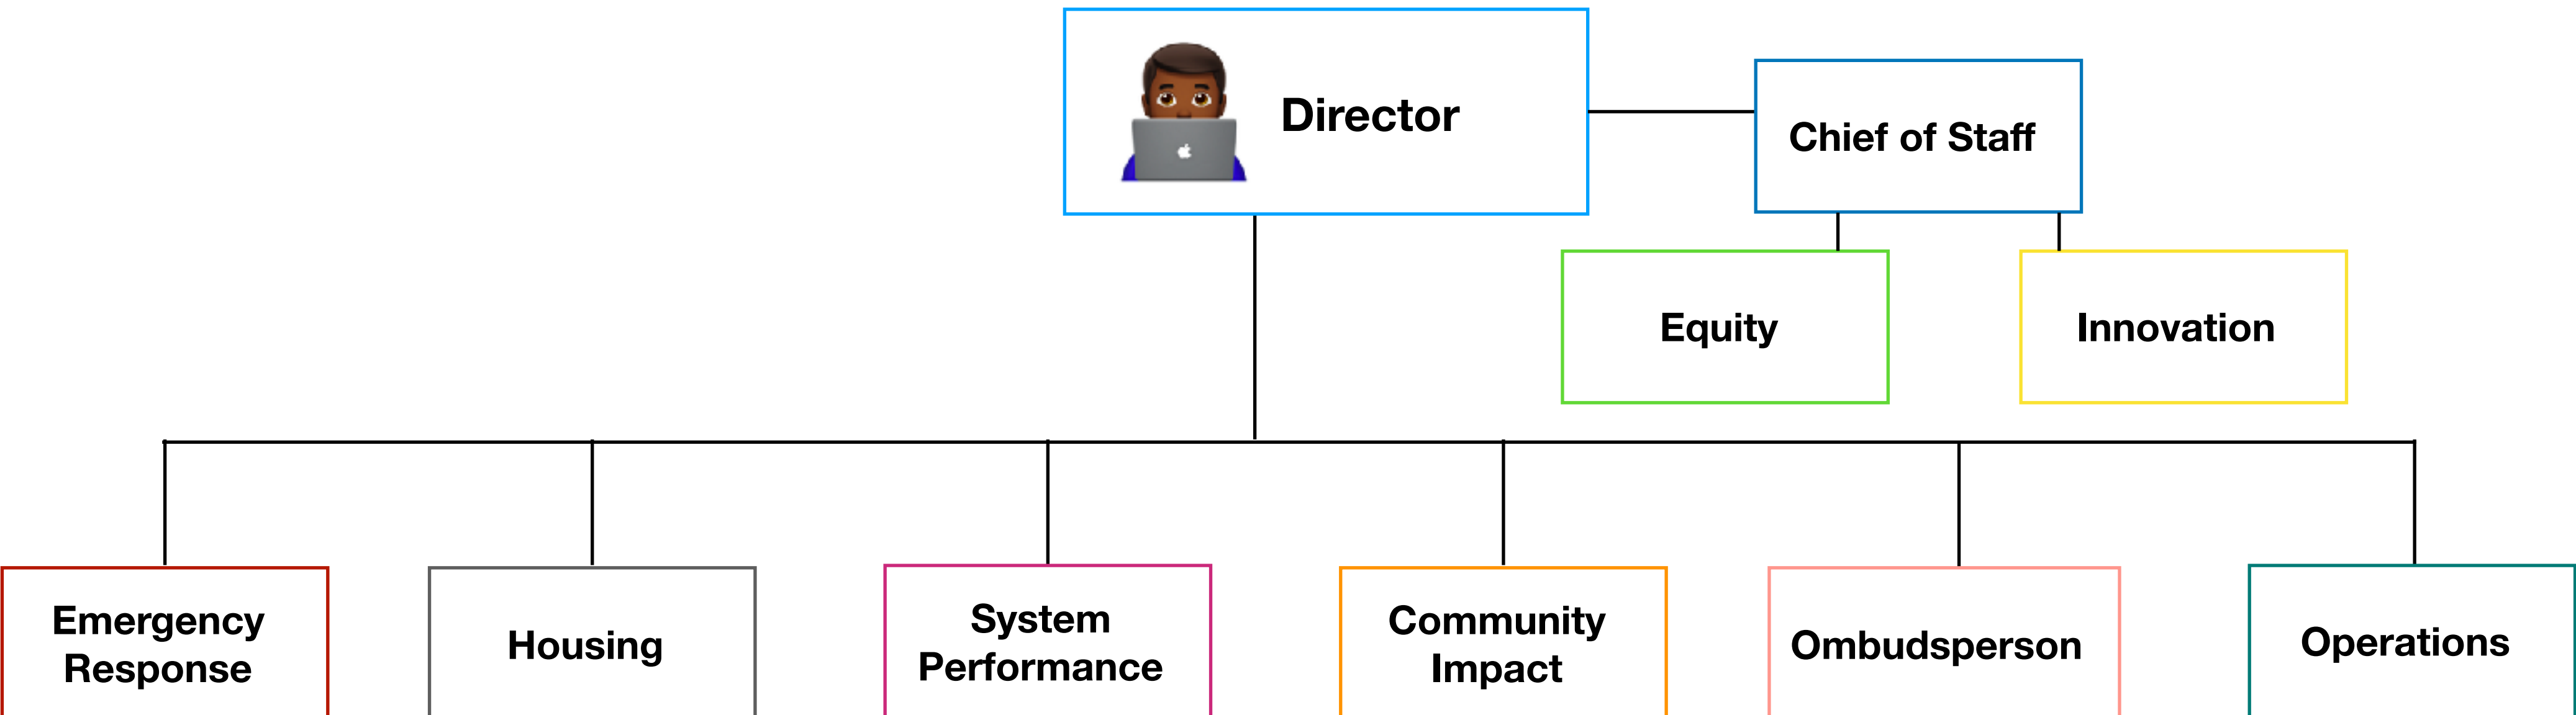 Director
Chief of Staff
Equity
Innovation
Emergency
Response
Housing
System
Performance
Community
Impact
Ombudsperson
Operations